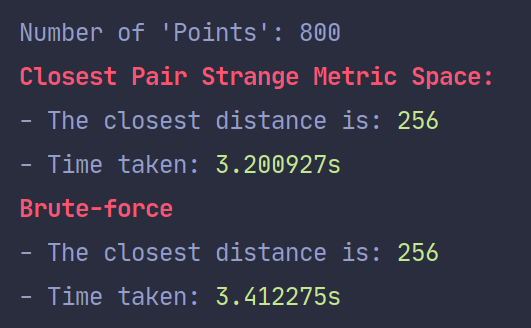 Number of 'Points': 800
Closest Pair Strange Metric Space:
- The closest distance is: 256
- Time taken: 3.200927s
Brute-force
- The closest distance is: 256
- Time taken: 3.412275s